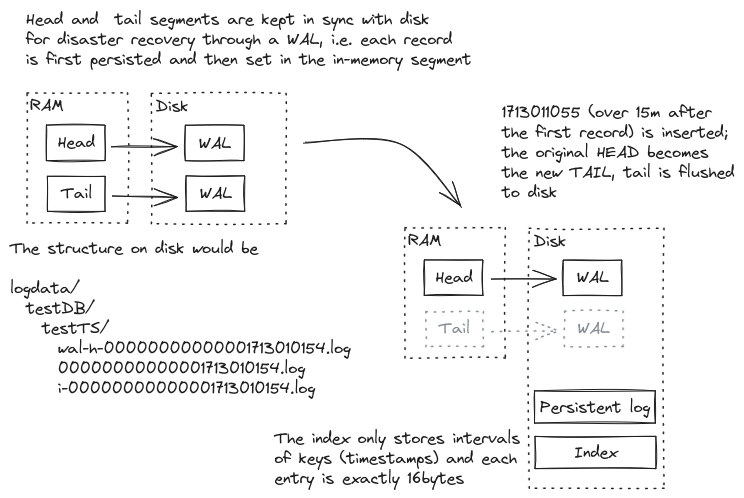 Head and tail segments are kept in sync with disk
for disaster recovery through a WAL, i.e. each record
is first persisted and then set in the in-memory segment
RAM
Disk
Head
WAL
Tail
WAL
1713011055 (over 15m after
the first record) is inserted;
the original HEAD becomes
the new TAIL, tail is flushed
to disk
The structure on disk would be
logdata/
testDB/
testTS/
wal-h-00000000000001713010154.log
00000000000001713010154.log
i-00000000000001713010154.log
RAM
Disk
Head
WAL
Tail
WAL
Persistent log
Index
The index only stores intervals
of keys (timestamps) and each
entry is exactly 16bytes